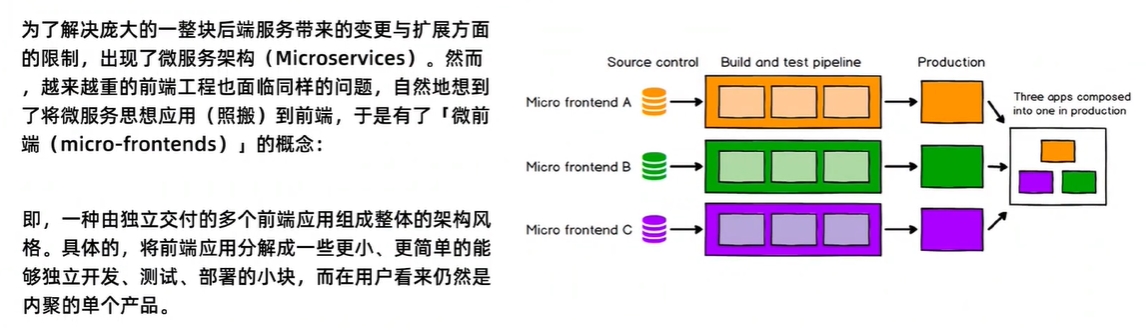 为了解决庞大的一整块后端服务带来的变更与扩展方面
的限制，出现了微服务架构（Microservices）。然而
，越来越重的前端工程也面临同样的问题，自然地想到
了将微服务思想应用（照搬）到前端，于是有了「微前
端（micro-frontends）」的概念：
即，一种由独立交付的多个前端应用组成整体的架构风
格。具体的，将前端应用分解成一些更小、更简单的能
够独立开发、测试、部署的小块，而在用户看来仍然是
内聚的单个产品。
Source control
Build and test pipeline
Production
Micro frontend A
Three apps composed
into one in production
Micro frontend B
Micro frontend C